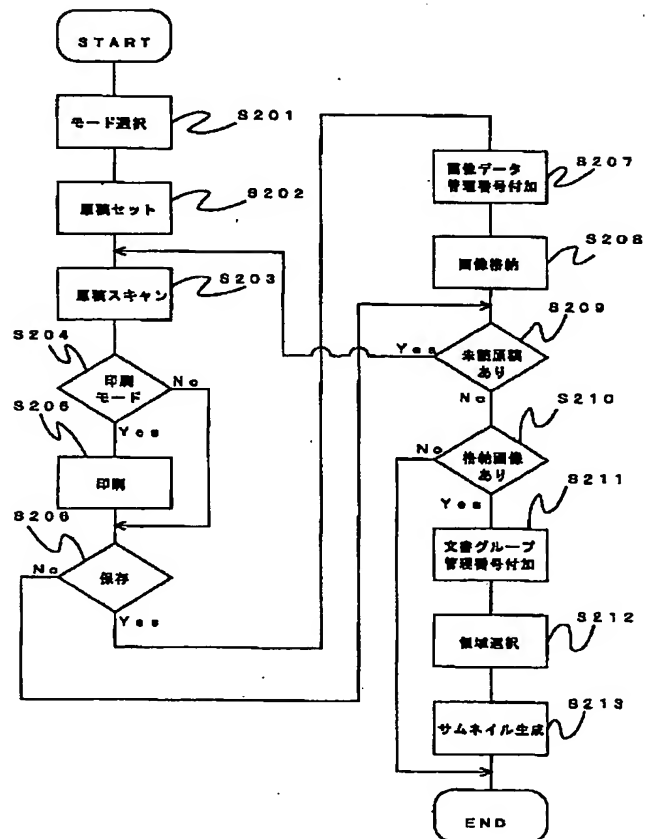 START
モード選択
S201
原稿セット
S202
原稿スキャン
S203
S204
印刷
モード
No
Yes
S205
印刷
S206
保存
No
Yes
画像データ
管理番号付加
S207
画像格納
S208
S209
未読原稿
あり
Yes
No
S210
格納画像
あり
No
Yes
S211
文書グループ
管理番号付加
領域選択
S212
サムネイル生成
S213
END